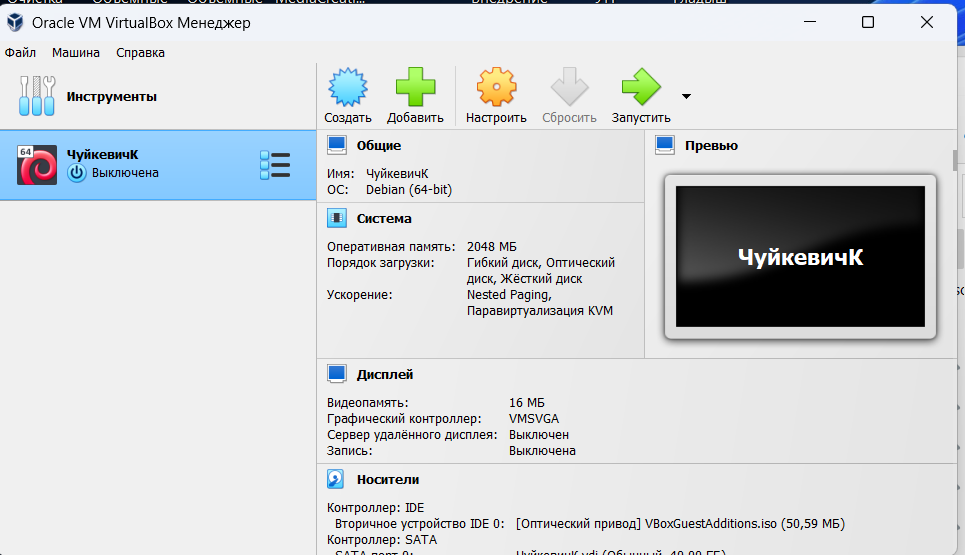 Oracle VM VirtualBox Менеджер
Файл Машина Справка
Инструменты
Создать Добавить Настроить Сбросить Запустить
64
ЧуйкевичК
Выключена
Общие
Имя: ЧуйкевичК
ОС: Debian (64-bit)
Превью
ЧуйкевичК
Система
Оперативная память: 2048 МБ
Порядок загрузки: Гибкий диск, Оптический
диск, Жёсткий диск
Ускорение: Nested Paging,
Паравиртуализация KVM
Дисплей
Видеопамять: 16 МБ
Графический контроллер: VMSVGA
Сервер удалённого дисплея: Выключен
Запись: Выключена
Носители
Контроллер: IDE
Вторичное устройство IDE 0: [Оптический привод] VBoxGuestAdditions.iso (50,59 МБ)
Контроллер: SATA